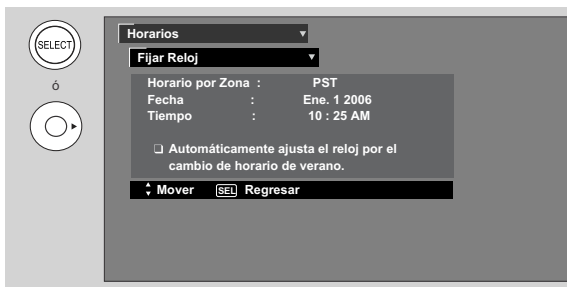 SELECT
ó
Horarios
Fijar Reloj
Horario por Zona : PST
Fecha : Ene. 1 2006
Tiempo : 10 : 25 AM
Automáticamente ajusta el reloj por el
cambio de horario de verano.
Mover SEL Regresar